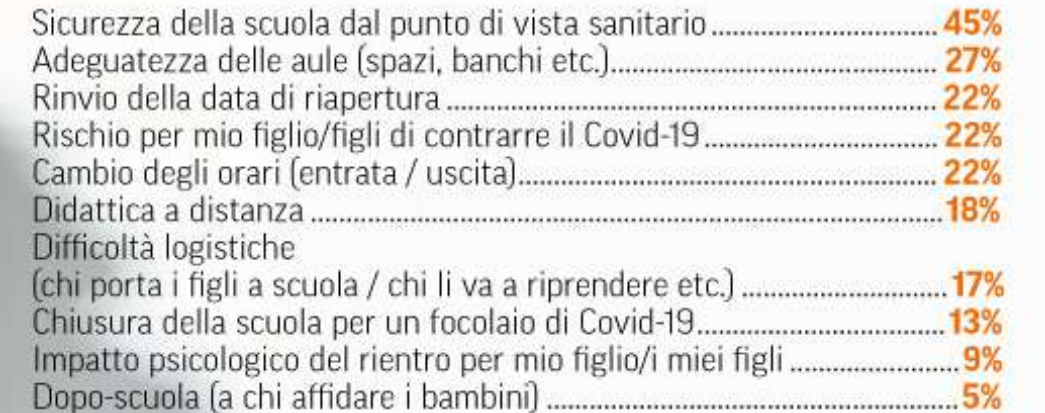 Sicurezza della scuola dal punto di vista sanitario 45%
Adeguatezza delle aule (spazi, banchi etc.) 27%
Rinvio della data di riapertura 22%
Rischio per mio figlio/figli di contrarre il Covid-19 22%
Cambio degli orari (entrata / uscita) 22%
Didattica a distanza 18%
Difficoltà logistiche
(chi porta i figli a scuola / chi li va a riprendere etc.) 17%
Chiusura della scuola per un focolaio di Covid-19 13%
Impatto psicologico del rientro per mio figlio/i miei figli 9%
Dopo-scuola (a chi affidare i bambini) 5%